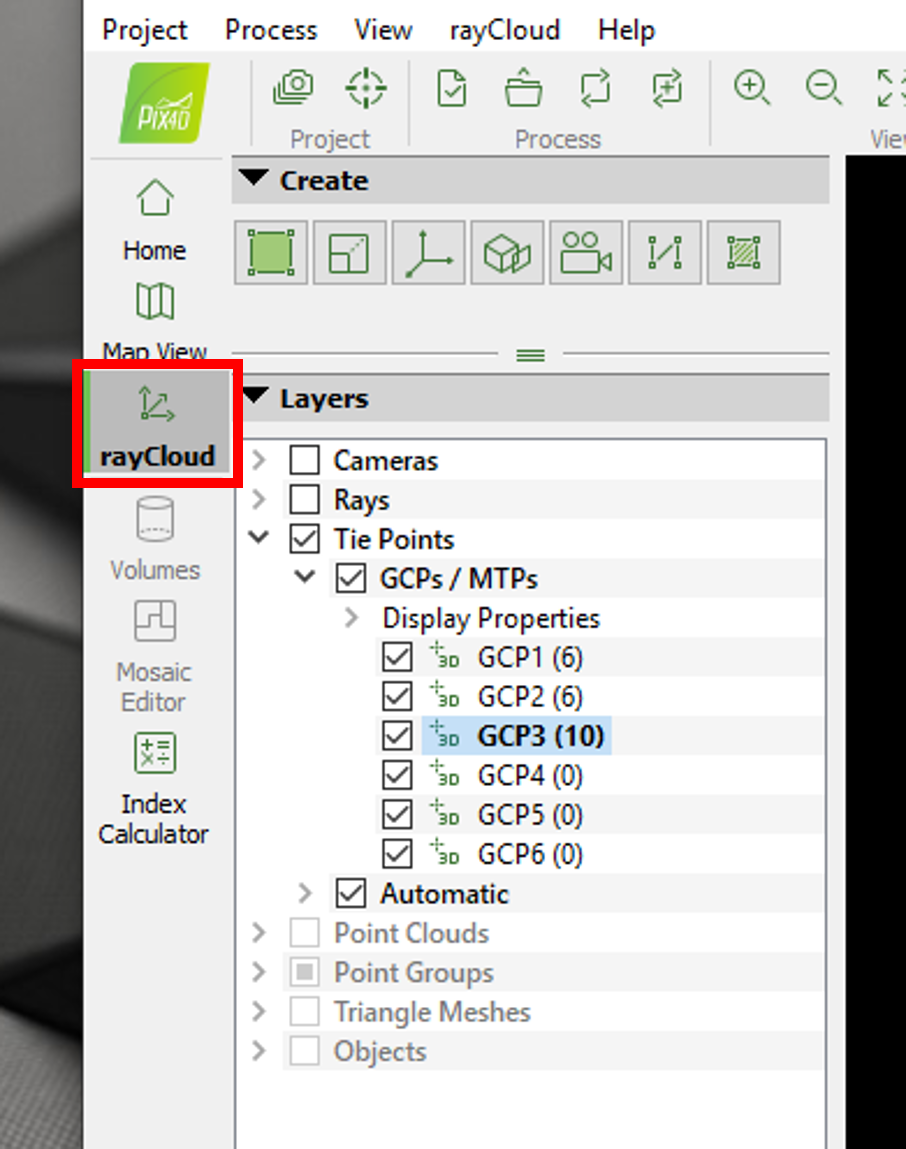 Project Process View rayCloud Help
PIX4D
Project Process
Create
Home
Map View
rayCloud
Volumes
Mosaic
Editor
Index
Calculator
Layers
Cameras
Rays
Tie Points
GCPs / MTPs
Display Properties
3D GCP1 (6)
3D GCP2 (6)
3D GCP3 (10)
3D GCP4 (0)
3D GCP5 (0)
3D GCP6 (0)
Automatic
Point Clouds
Point Groups
Triangle Meshes
Objects